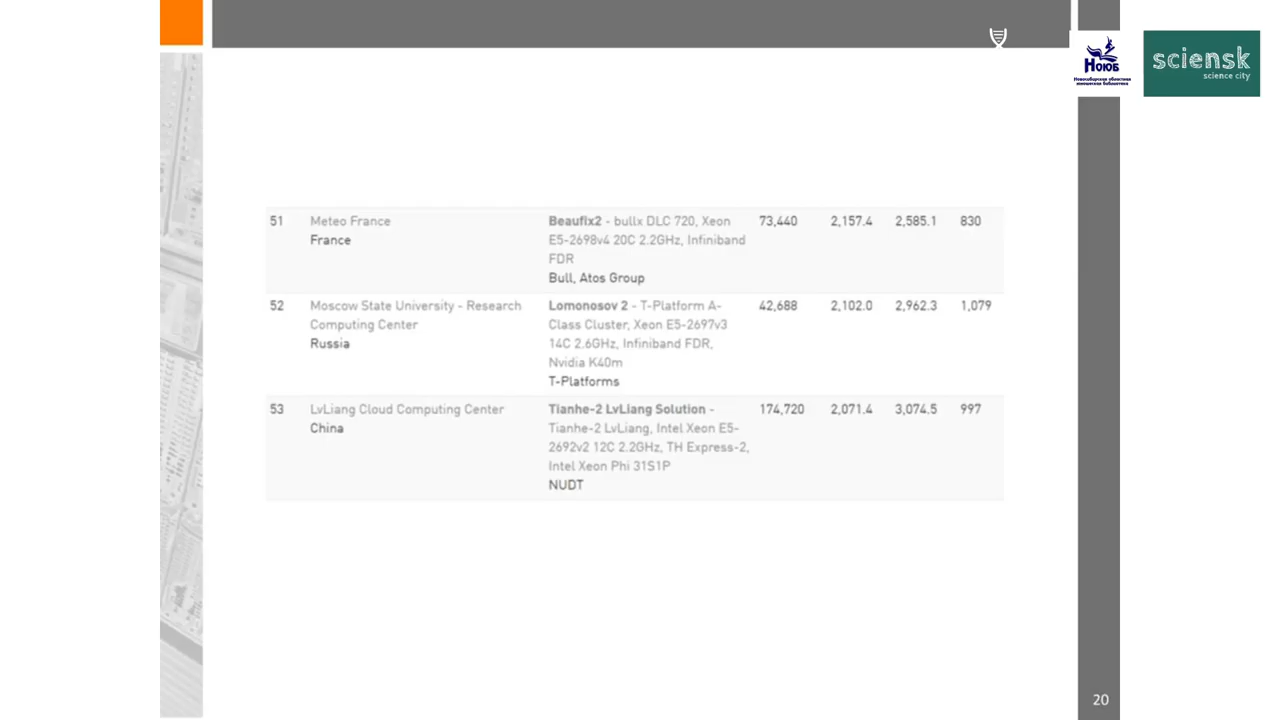 НОЮБ
Новосибирская областная
юношеская библиотека
sciensk
science city
51 Meteo France Beaufix2 - bullx DLC 720, Xeon 73,440 2,157.4 2,585.1 830
France E5-2698v4 20C 2.2GHz, Infiniband
FDR
Bull, Atos Group
52 Moscow State University - Research Lomonosov 2 - T-Platform A- 42,688 2,102.0 2,962.3 1,079
Computing Center Class Cluster, Xeon E5-2697v3
Russia 14C 2.6GHz, Infiniband FDR,
Nvidia K40m
T-Platforms
53 LvLiang Cloud Computing Center Tianhe-2 LvLiang Solution - 174,720 2,071.4 3,074.5 997
China Tianhe-2 LvLiang, Intel Xeon E5-
2692v2 12C 2.2GHz, TH Express-2,
Intel Xeon Phi 31S1P
NUDT
20